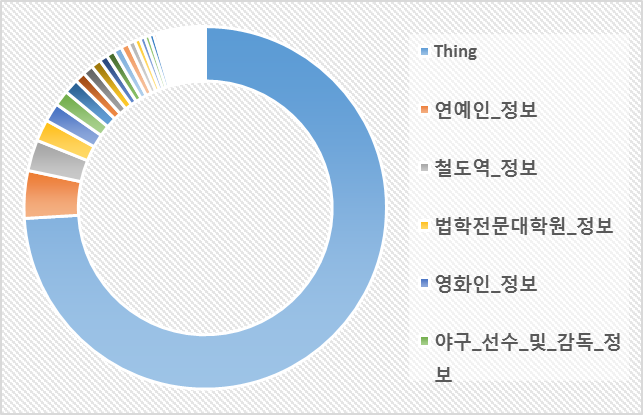 Thing
연예인_정보
철도역_정보
법학전문대학원_정보
영화인_정보
야구_선수_및_감독_정
보